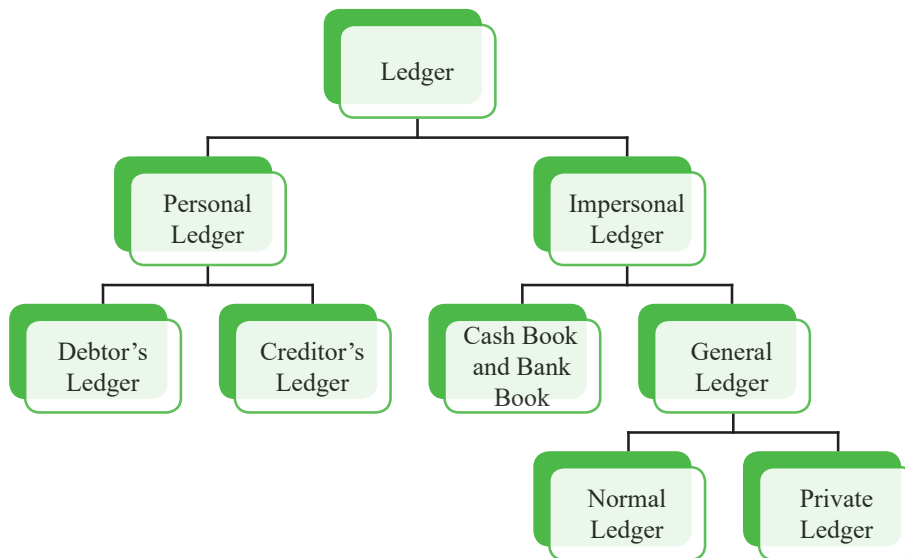 Ledger
Personal
Ledger
Impersonal
Ledger
Debtor’s
Ledger
Creditor’s
Ledger
Cash Book
and Bank
Book
General
Ledger
Normal
Ledger
Private
Ledger